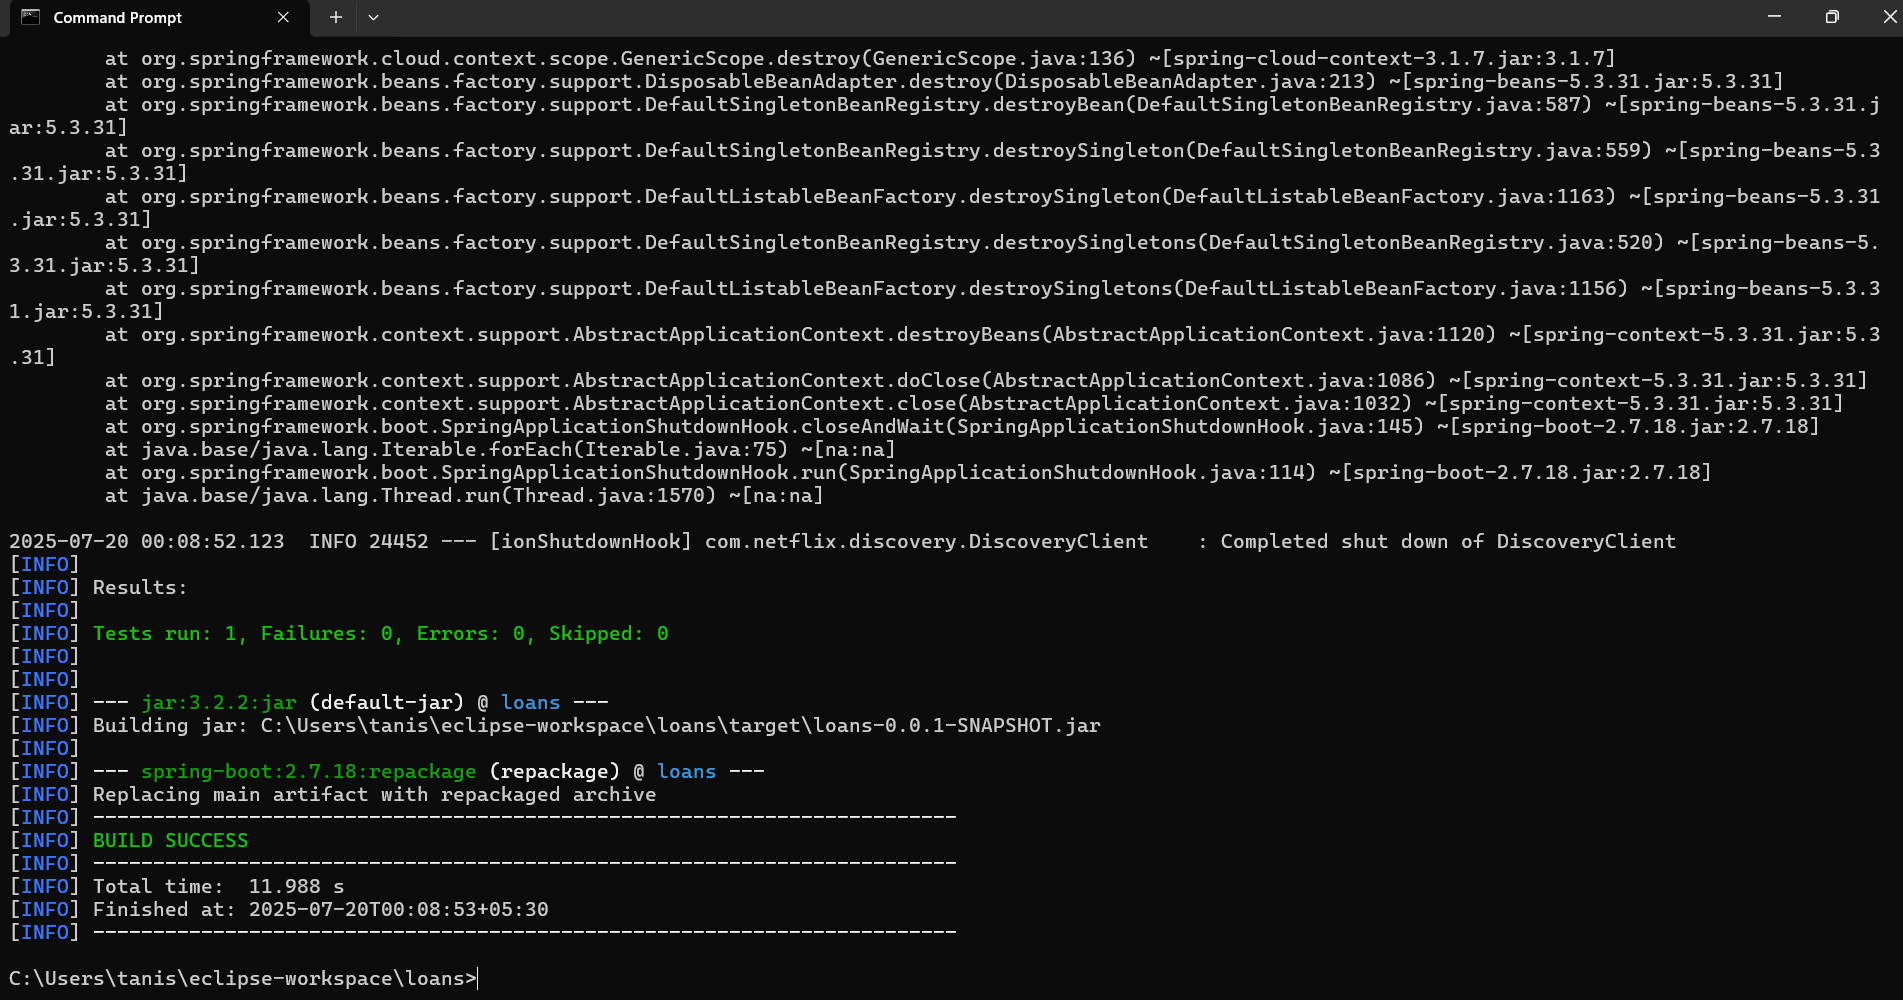 Command Prompt
at org.springframework.cloud.context.scope.GenericScope.destroy(GenericScope.java:136) ~[spring-cloud-context-3.1.7.jar:3.1.7]
at org.springframework.beans.factory.support.DisposableBeanAdapter.destroy(DisposableBeanAdapter.java:213) ~[spring-beans-5.3.31.jar:5.3.31]
at org.springframework.beans.factory.support.DefaultSingletonBeanRegistry.destroyBean(DefaultSingletonBeanRegistry.java:587) ~[spring-beans-5.3.31.j
ar:5.3.31]
at org.springframework.beans.factory.support.DefaultSingletonBeanRegistry.destroySingleton(DefaultSingletonBeanRegistry.java:559) ~[spring-beans-5.3
.31.jar:5.3.31]
at org.springframework.beans.factory.support.DefaultListableBeanFactory.destroySingleton(DefaultListableBeanFactory.java:1163) ~[spring-beans-5.3.31
.jar:5.3.31]
at org.springframework.beans.factory.support.DefaultSingletonBeanRegistry.destroySingletons(DefaultSingletonBeanRegistry.java:520) ~[spring-beans-5.
3.31.jar:5.3.31]
at org.springframework.beans.factory.support.DefaultListableBeanFactory.destroySingletons(DefaultListableBeanFactory.java:1156) ~[spring-beans-5.3.3
1.jar:5.3.31]
at org.springframework.context.support.AbstractApplicationContext.destroyBeans(AbstractApplicationContext.java:1120) ~[spring-context-5.3.31.jar:5.3
.31]
at org.springframework.context.support.AbstractApplicationContext.doClose(AbstractApplicationContext.java:1086) ~[spring-context-5.3.31.jar:5.3.31]
at org.springframework.context.support.AbstractApplicationContext.close(AbstractApplicationContext.java:1032) ~[spring-context-5.3.31.jar:5.3.31]
at org.springframework.boot.SpringApplicationShutdownHook.closeAndWait(SpringApplicationShutdownHook.java:145) ~[spring-boot-2.7.18.jar:2.7.18]
at java.base/java.lang.Iterable.forEach(Iterable.java:75) ~[na:na]
at org.springframework.boot.SpringApplicationShutdownHook.run(SpringApplicationShutdownHook.java:114) ~[spring-boot-2.7.18.jar:2.7.18]
at java.base/java.lang.Thread.run(Thread.java:1570) ~[na:na]
2025-07-20 00:08:52.123  INFO 24452 --- [ionShutdownHook] com.netflix.discovery.DiscoveryClient    : Completed shut down of DiscoveryClient
[INFO]
[INFO] Results:
[INFO]
[INFO] Tests run: 1, Failures: 0, Errors: 0, Skipped: 0
[INFO]
[INFO]
[INFO] --- jar:3.2.2:jar (default-jar) @ loans ---
[INFO] Building jar: C:\Users\tanis\eclipse-workspace\loans\target\loans-0.0.1-SNAPSHOT.jar
[INFO]
[INFO] --- spring-boot:2.7.18:repackage (repackage) @ loans ---
[INFO] Replacing main artifact with repackaged archive
[INFO] ------------------------------------------------------------------------
[INFO] BUILD SUCCESS
[INFO] ------------------------------------------------------------------------
[INFO] Total time:  11.988 s
[INFO] Finished at: 2025-07-20T00:08:53+05:30
[INFO] ------------------------------------------------------------------------
C:\Users\tanis\eclipse-workspace\loans>